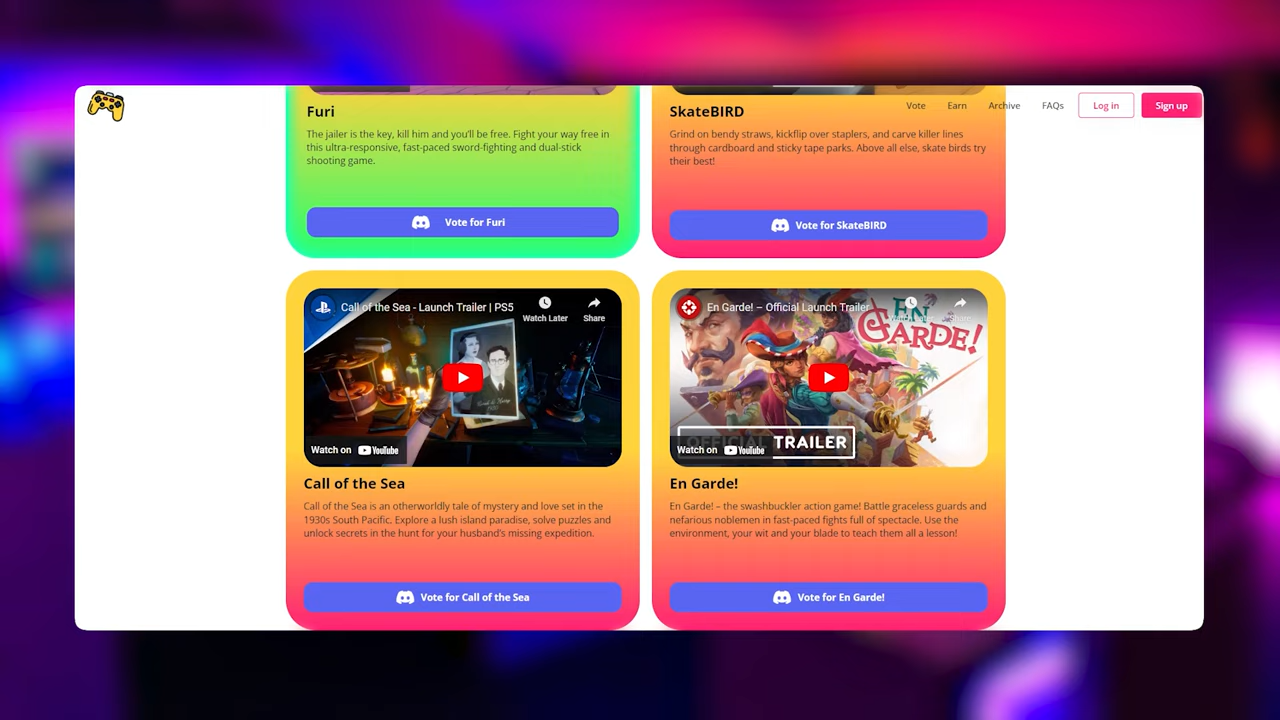 Vote Earn Archive FAQs Log in Sign up
Furi
The jailer is the key, kill him and you'll be free. Fight your way free in
this ultra-responsive, fast-paced sword-fighting and dual-stick
shooting game.
Vote for Furi
SkateBIRD
Grind on bendy straws, kickflip over staplers, and carve killer lines
through cardboard and sticky tape parks. Above all else, skate birds try
their best!
Vote for SkateBIRD
Call of the Sea - Launch Trailer | PS5
Watch Later
Share
Watch on YouTube
Call of the Sea
Call of the Sea is an otherworldly tale of mystery and love set in the
1930s South Pacific. Explore a lush island paradise, solve puzzles and
unlock secrets in the hunt for your husband's missing expedition.
Vote for Call of the Sea
En Garde! – Official Launch Trailer
Watch Later
Share
EN
GARDE!
OFFICIAL TRAILER
Watch on YouTube
En Garde!
En Garde! – the swashbuckler action game! Battle graceless guards and
nefarious noblemen in fast-paced fights full of spectacle. Use the
environment, your wit and your blade to teach them all a lesson!
Vote for En Garde!